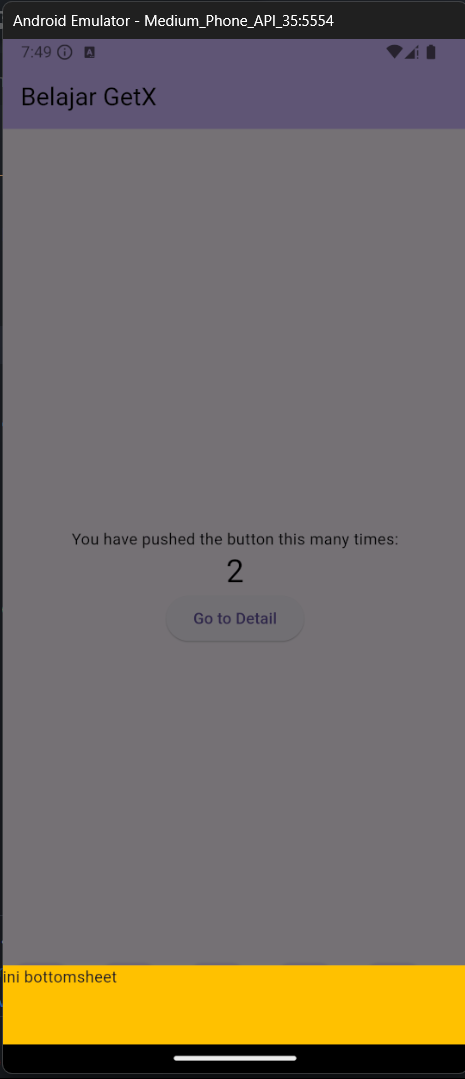 Android Emulator - Medium_Phone_API_35:5554
7:49
Belajar GetX
You have pushed the button this many times:
2
Go to Detail
ini bottomsheet